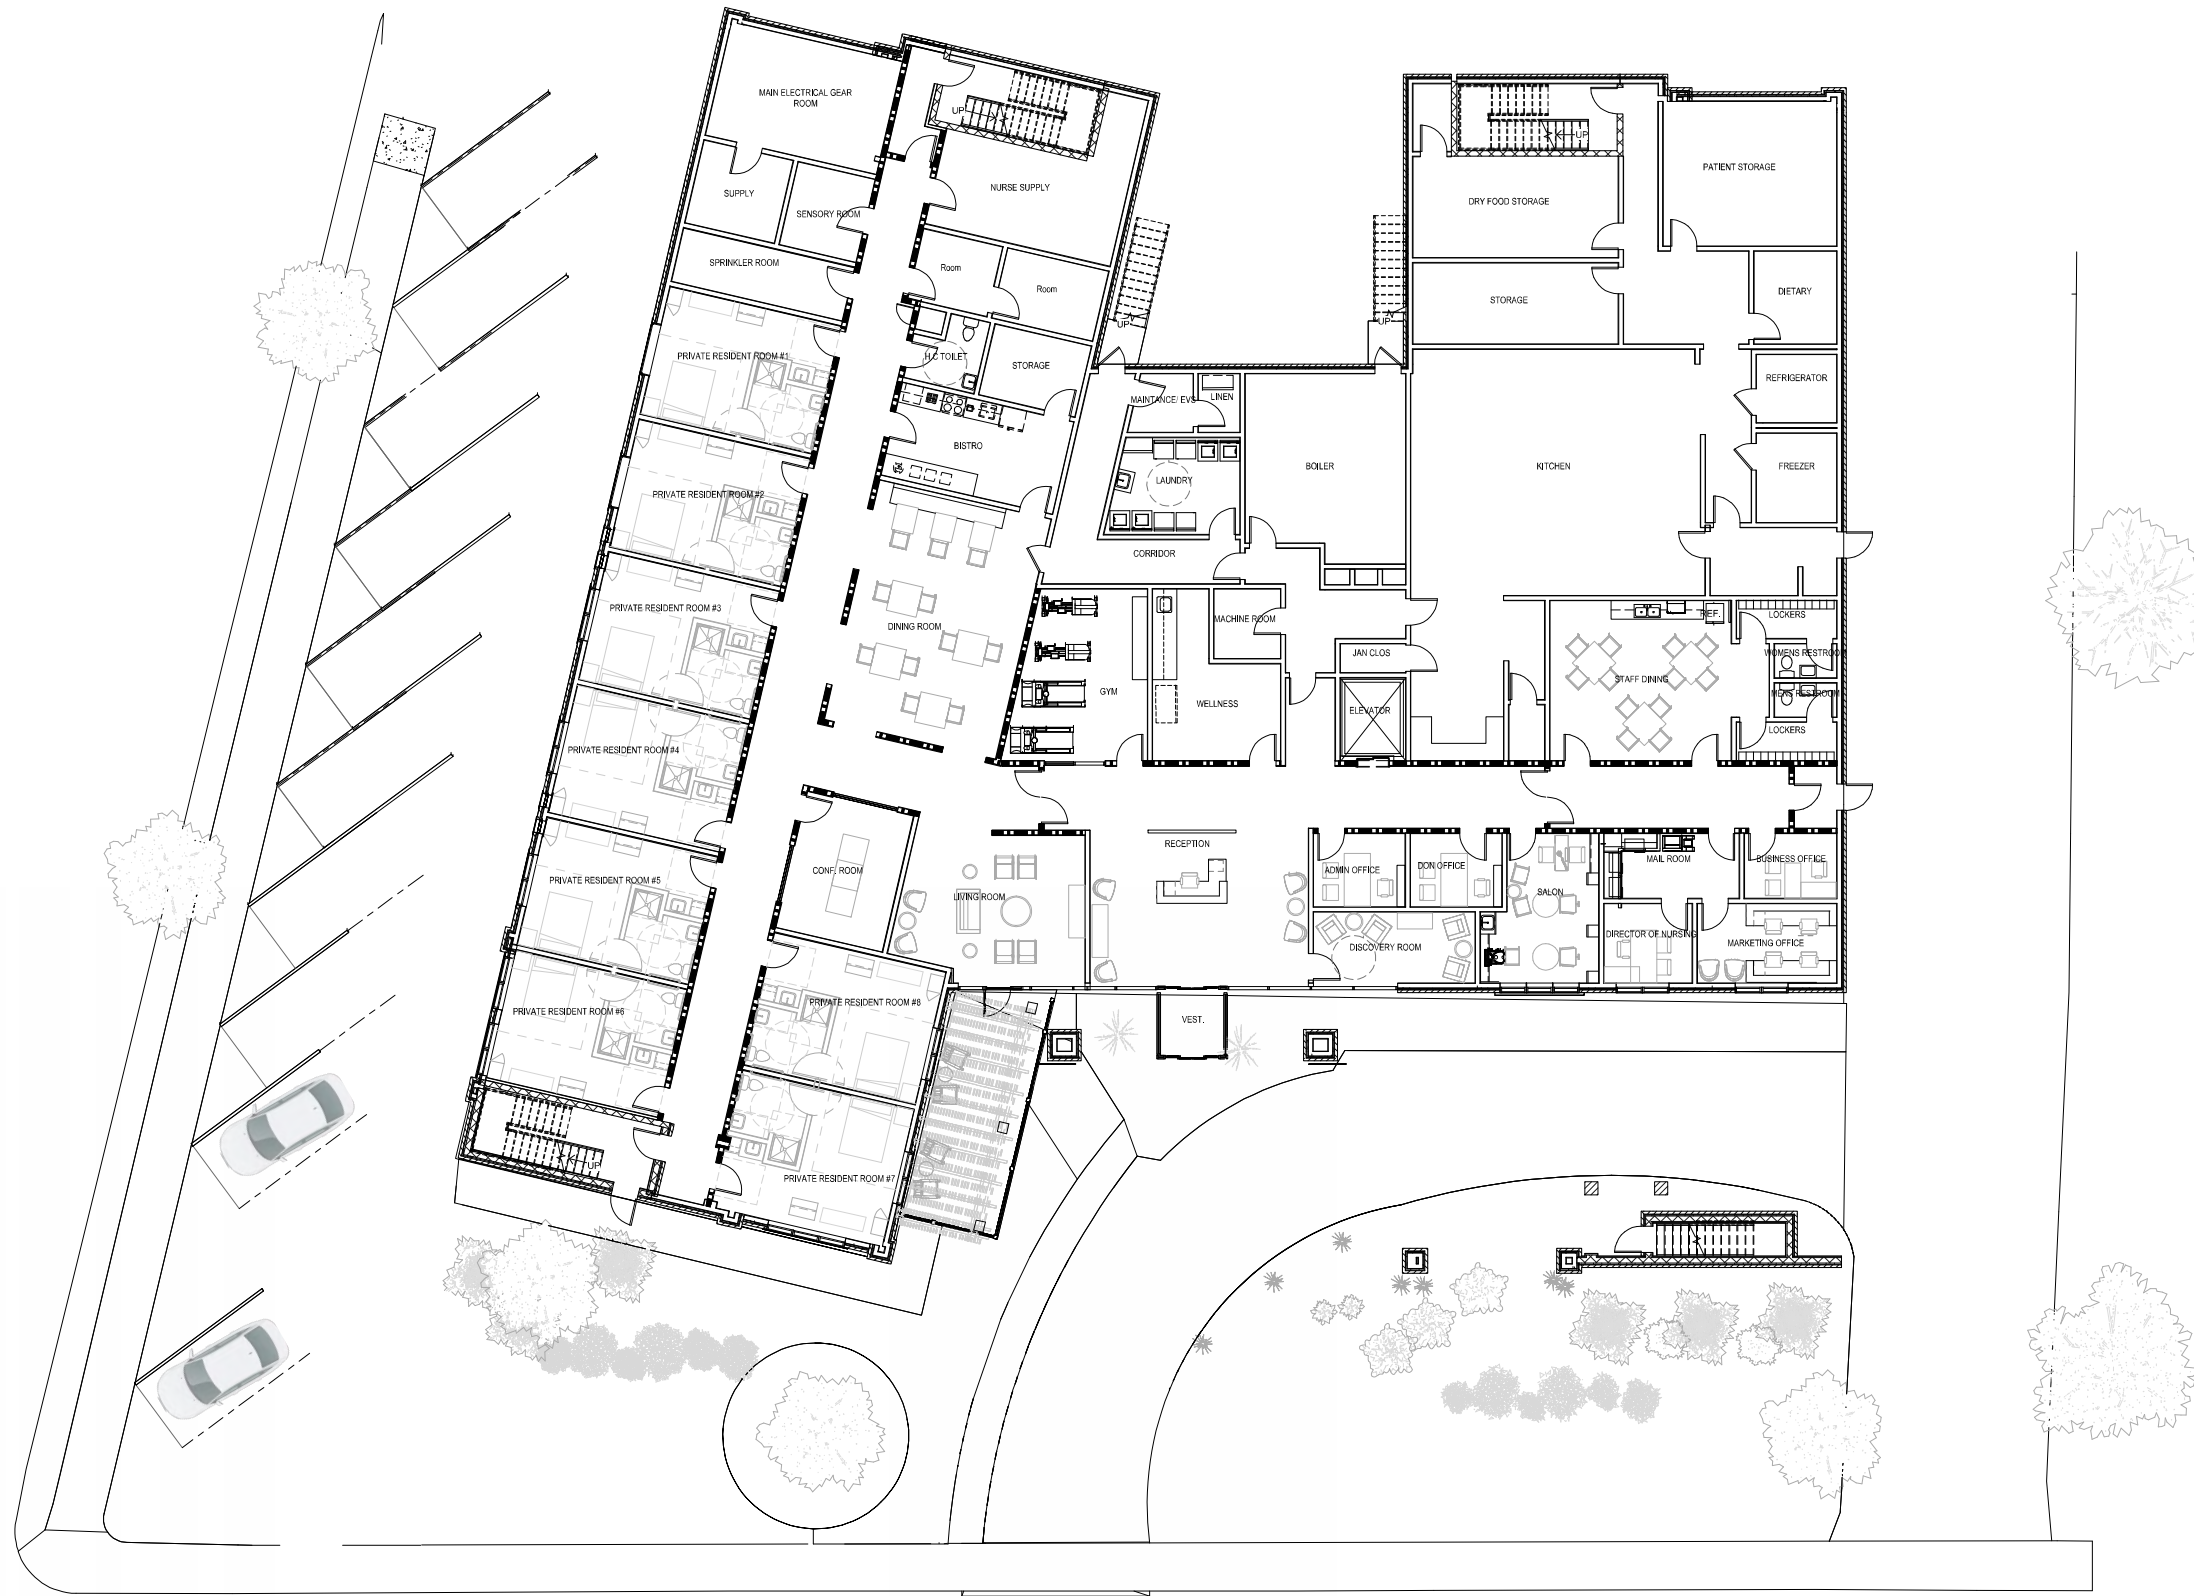 MAIN ELECTRICAL GEAR
ROOM
UP
UP
SUPPLY
SENSORY ROOM
NURSE SUPPLY
PATIENT STORAGE
DRY FOOD STORAGE
SPRINKLER ROOM
Room
Room
STORAGE
DIETARY
UP
UP
PRIVATE RESIDENT ROOM #1
H.C TOILET
STORAGE
MAINTANCE/ EVS
LINEN
REFRIGERATOR
BISTRO
BOILER
KITCHEN
FREEZER
LAUNDRY
PRIVATE RESIDENT ROOM #2
CORRIDOR
PRIVATE RESIDENT ROOM #3
DINING ROOM
MACHINE ROOM
REF.
LOCKERS
JAN CLOS
WOMENS RESTROOM
STAFF DINING
GYM
WELLNESS
ELEVATOR
MENS RESTROOM
LOCKERS
PRIVATE RESIDENT ROOM #4
RECEPTION
CONF. ROOM
ADMIN OFFICE
DON OFFICE
MAIL ROOM
BUSINESS OFFICE
PRIVATE RESIDENT ROOM #5
LIVING ROOM
SALON
DIRECTOR OF NURSING
DISCOVERY ROOM
MARKETING OFFICE
PRIVATE RESIDENT ROOM #6
PRIVATE RESIDENT ROOM #8
VEST.
UP
PRIVATE RESIDENT ROOM #7